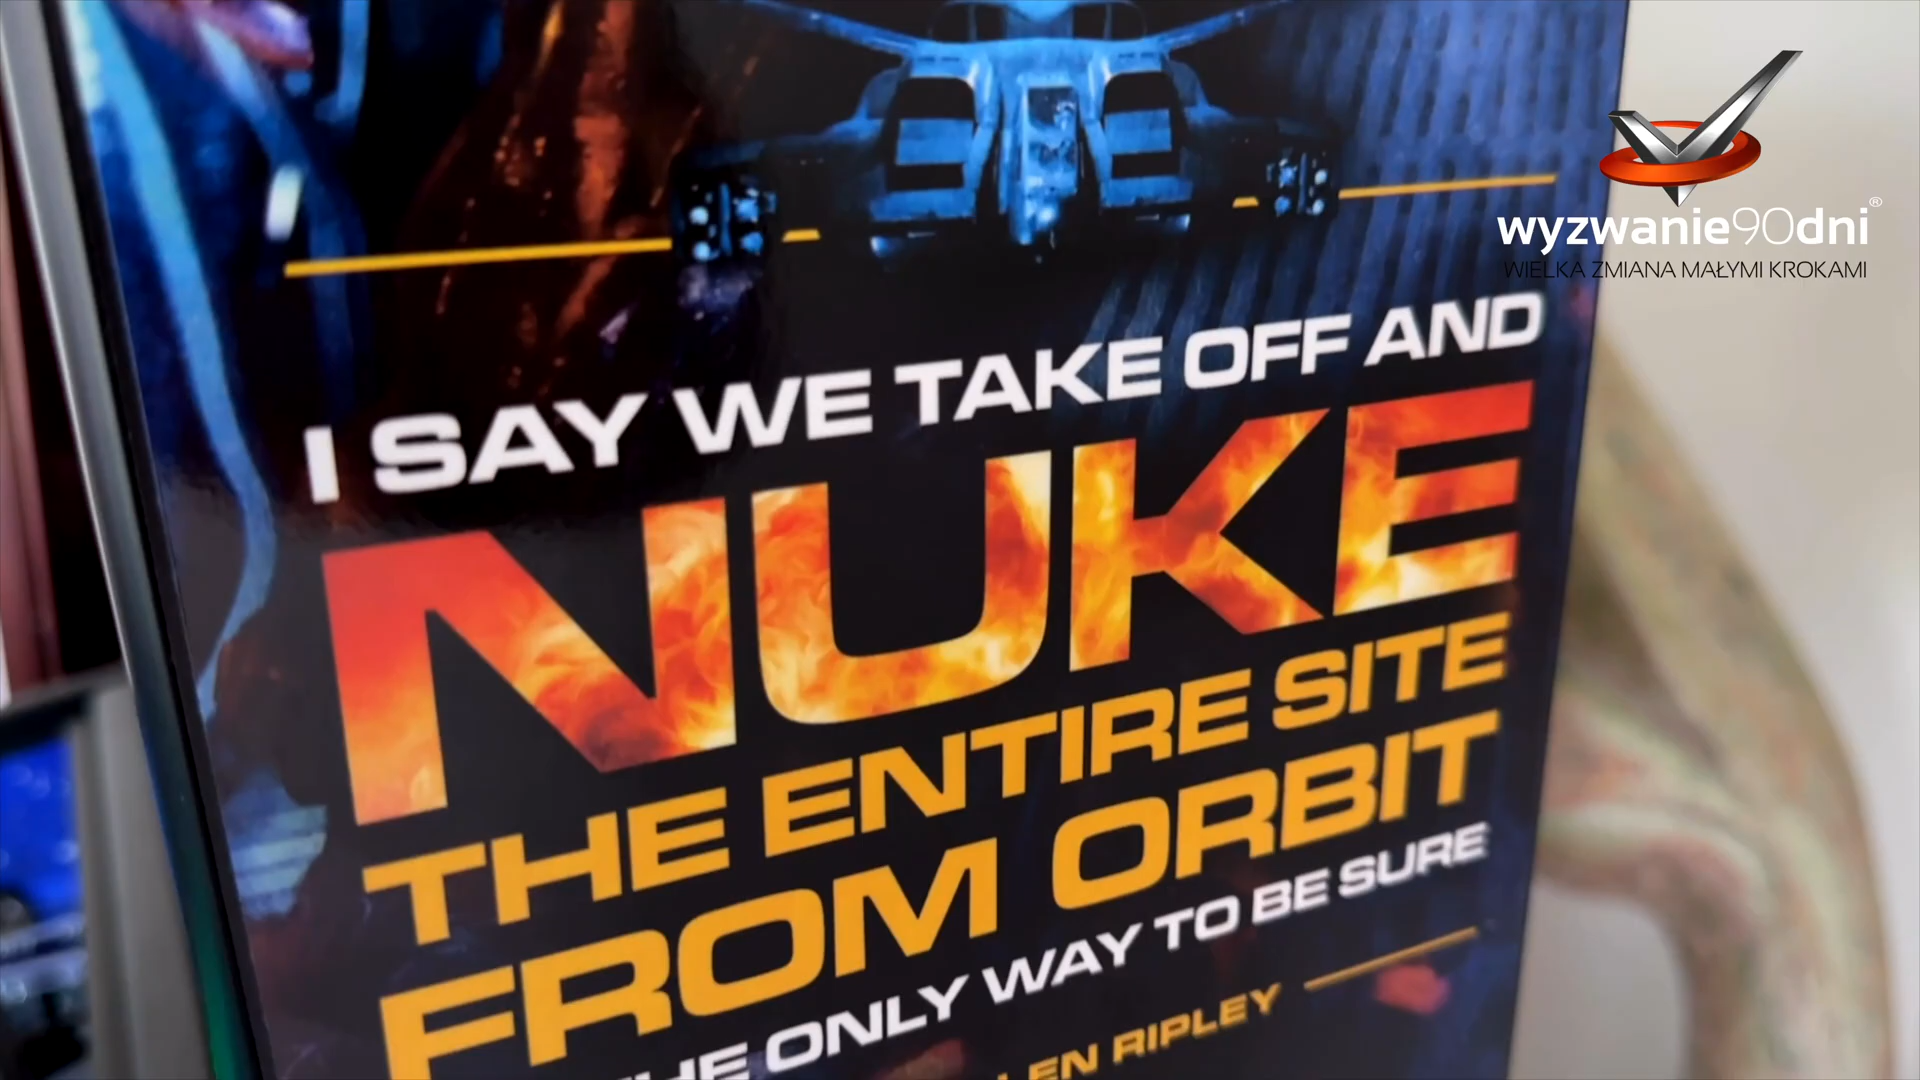 wyzwanie90dni®
WIELKA ZMIANA MAŁYMI KROKAMI
I SAY WE TAKE OFF AND
NUKE
THE ENTIRE SITE
FROM ORBIT
ONLY WAY TO BE SURE
RIPLEY